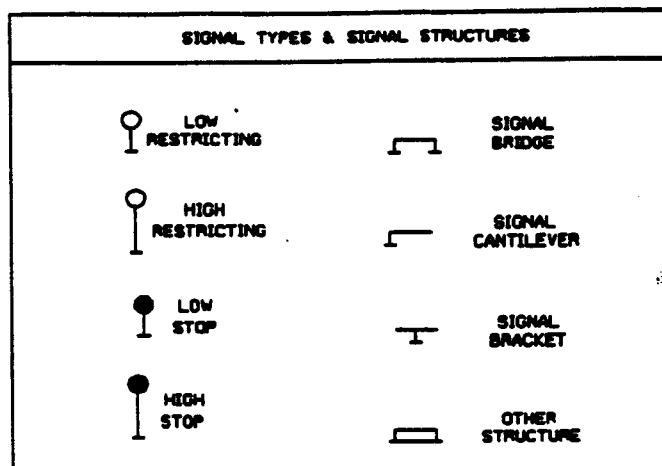 SIGNAL TYPES & SIGNAL STRUCTURES
LOW
RESTRICTING
SIGNAL
BRIDGE
HIGH
RESTRICTING
SIGNAL
CANTILEVER
LOW
STOP
SIGNAL
BRACKET
HIGH
STOP
OTHER
STRUCTURE